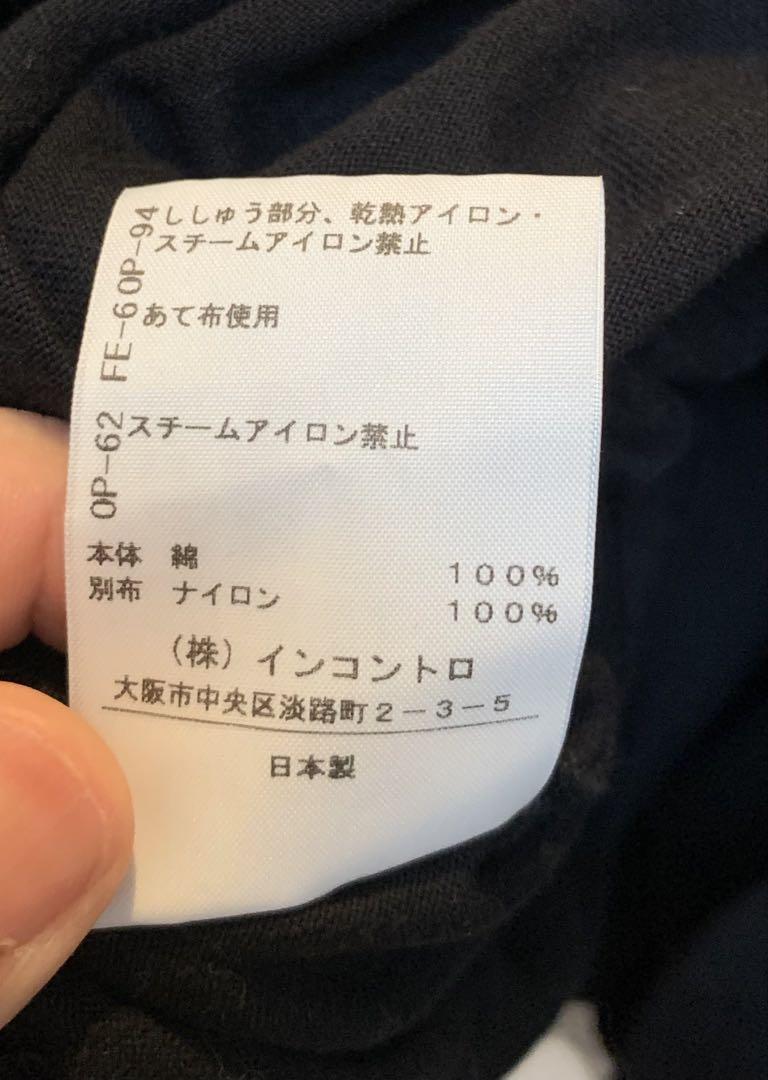 ししゅう部分、乾熱アイロン・
スチームアイロン禁止
OP-94
あて布使用
FE-6
スチームアイロン禁止
OP-62
本体 綿 100%
別布 ナイロン 100%
(株)インコントロ
大阪市中央区淡路町2-3-5
日本製